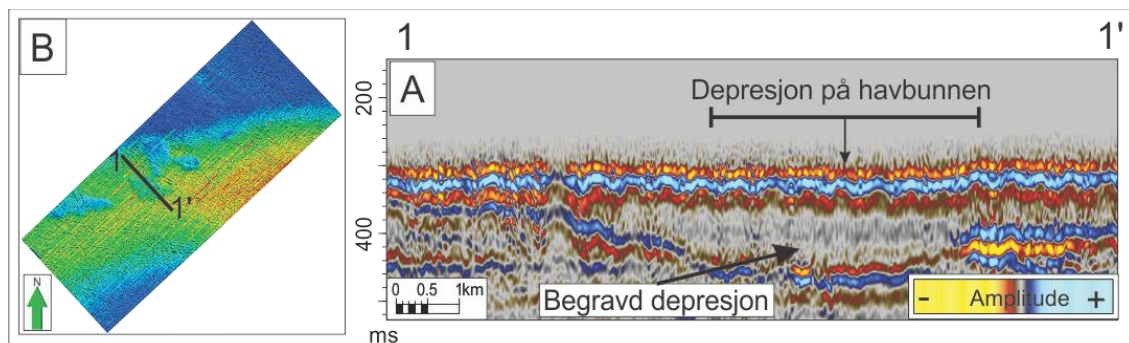 B
1
1'
N
1
1'
A
Depresjon på havbunnen
200
400
Begravd depresjon
0 0.5 1km
- Amplitude +
ms